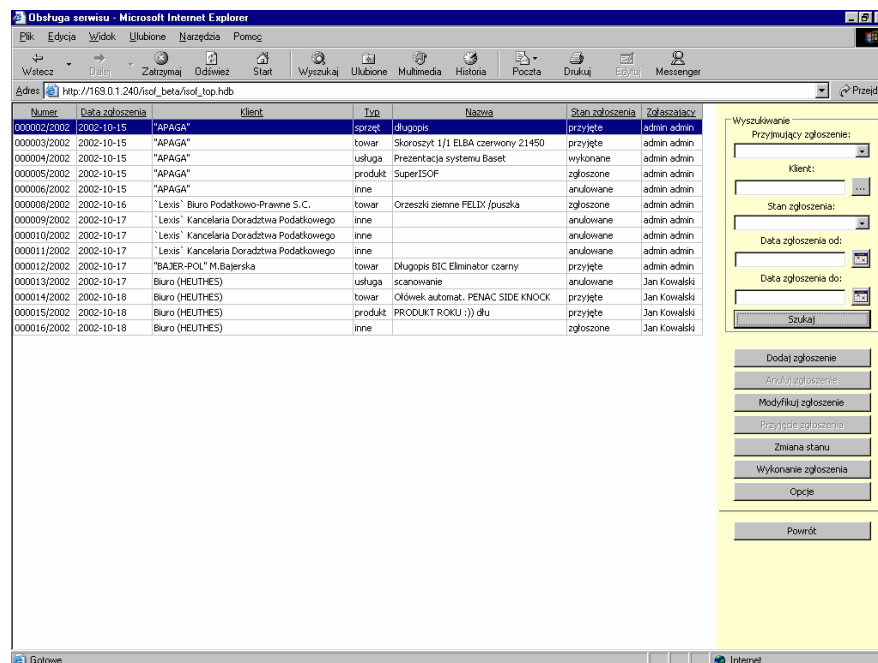 Obsługa serwisu - Microsoft Internet Explorer
Plik Edycja Widok Ulubione Narzędzia Pomoc
Wstecz Dalej Zatrzymaj Odśwież Start Wyszukaj Ulubione Multimedia Historia Poczta Drukuj Edytuj Messenger
Adres http://169.0.1.240/isof_beta/isof_top.hdb Przejd
Numer Data zgłoszenia Klient Typ Nazwa Stan zgłoszenia Zgłaszający
000002/2002 2002-10-15 "APAGA" sprzęt długopis przyjęte admin admin
000003/2002 2002-10-15 "APAGA" towar Skoroszyt 1/1 ELBA czerwony 21450 przyjęte admin admin
000004/2002 2002-10-15 "APAGA" usługa Prezentacja systemu Baset wykonane admin admin
000005/2002 2002-10-15 "APAGA" produkt SuperISOF zgłoszone admin admin
000006/2002 2002-10-15 "APAGA" inne anulowane admin admin
000008/2002 2002-10-16 `Lexis` Biuro Podatkowo-Prawne S.C. towar Orzeszki ziemne FELIX /puszka zgłoszone admin admin
000009/2002 2002-10-17 `Lexis` Kancelaria Doradztwa Podatkowego inne anulowane admin admin
000010/2002 2002-10-17 `Lexis` Kancelaria Doradztwa Podatkowego inne anulowane admin admin
000011/2002 2002-10-17 `Lexis` Kancelaria Doradztwa Podatkowego inne anulowane admin admin
000012/2002 2002-10-17 "BAJER-POL" M.Bajerska towar Długopis BIC Eliminator czarny przyjęte admin admin
000013/2002 2002-10-17 Biuro (HEUTHES) usługa scanowanie anulowane Jan Kowalski
000014/2002 2002-10-18 Biuro (HEUTHES) towar Ołówek automat. PENAC SIDE KNOCK przyjęte Jan Kowalski
000015/2002 2002-10-18 Biuro (HEUTHES) produkt PRODUKT ROKU :)) dłu przyjęte Jan Kowalski
000016/2002 2002-10-18 Biuro (HEUTHES) inne zgłoszone Jan Kowalski
Wyszukiwanie
Przyjmujący zgłoszenie:
Klient:
...
Stan zgłoszenia:
Data zgłoszenia od:
Data zgłoszenia do:
Szukaj
Dodaj zgłoszenie
Anuluj zgłoszenie
Modyfikuj zgłoszenie
Przyjęcie zgłoszenia
Zmiana stanu
Wykonanie zgłoszenia
Opcje
Powrót
Gotowe Internet